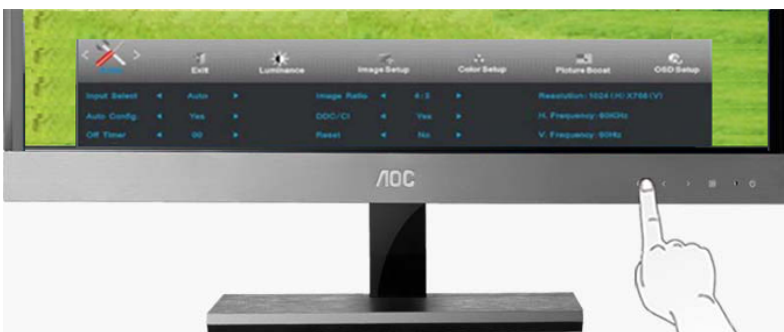 Extra Exit Luminance Image Setup Color Setup Picture Boost OSD Setup
Input Select Auto Image Ratio 4:3 Resolution: 1024 (H) X768 (V)
Auto Config. Yes DDC/CI Yes H. Frequency: 60KHz
Off Timer 00 Reset No V. Frequency: 60Hz
AOC